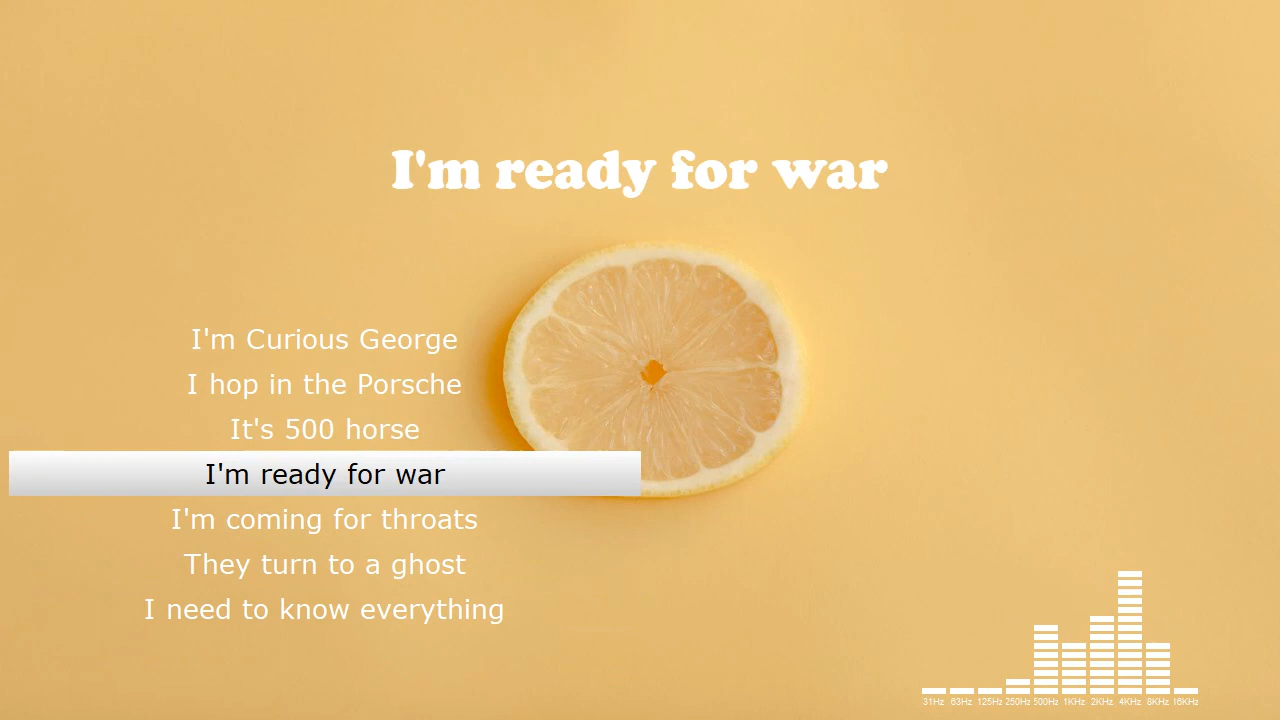 I'm ready for war
I'm Curious George
I hop in the Porsche
It's 500 horse
I'm ready for war
I'm coming for throats
They turn to a ghost
I need to know everything
31Hz 63Hz 125Hz 250Hz 500Hz 1KHz 2KHz 4KHz 8KHz 16KHz